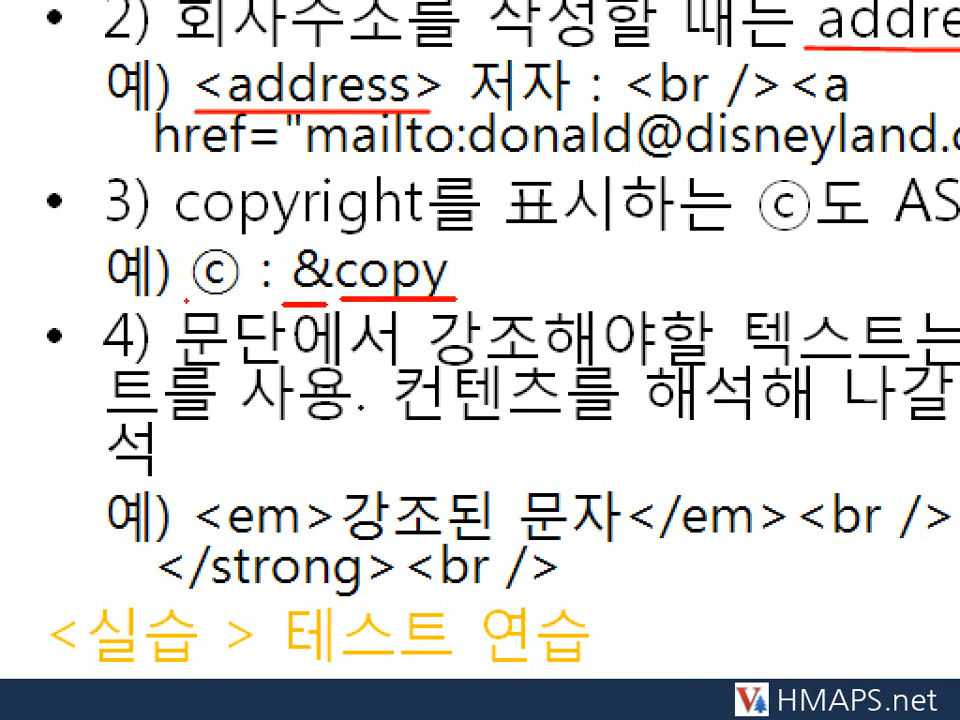 • 2) 회사주소를 작성할 때는 addre
예) <address> 저자 : <br /><a
href="mailto:donald@disneyland.c
• 3) copyright를 표시하는 ⓒ도 AS
예) ⓒ : &copy
• 4) 문단에서 강조해야할 텍스트는
트를 사용. 컨텐츠를 해석해 나갈
석
예) <em>강조된 문자</em><br />
</strong><br />
<실습 > 테스트 연습
HMAPS.net